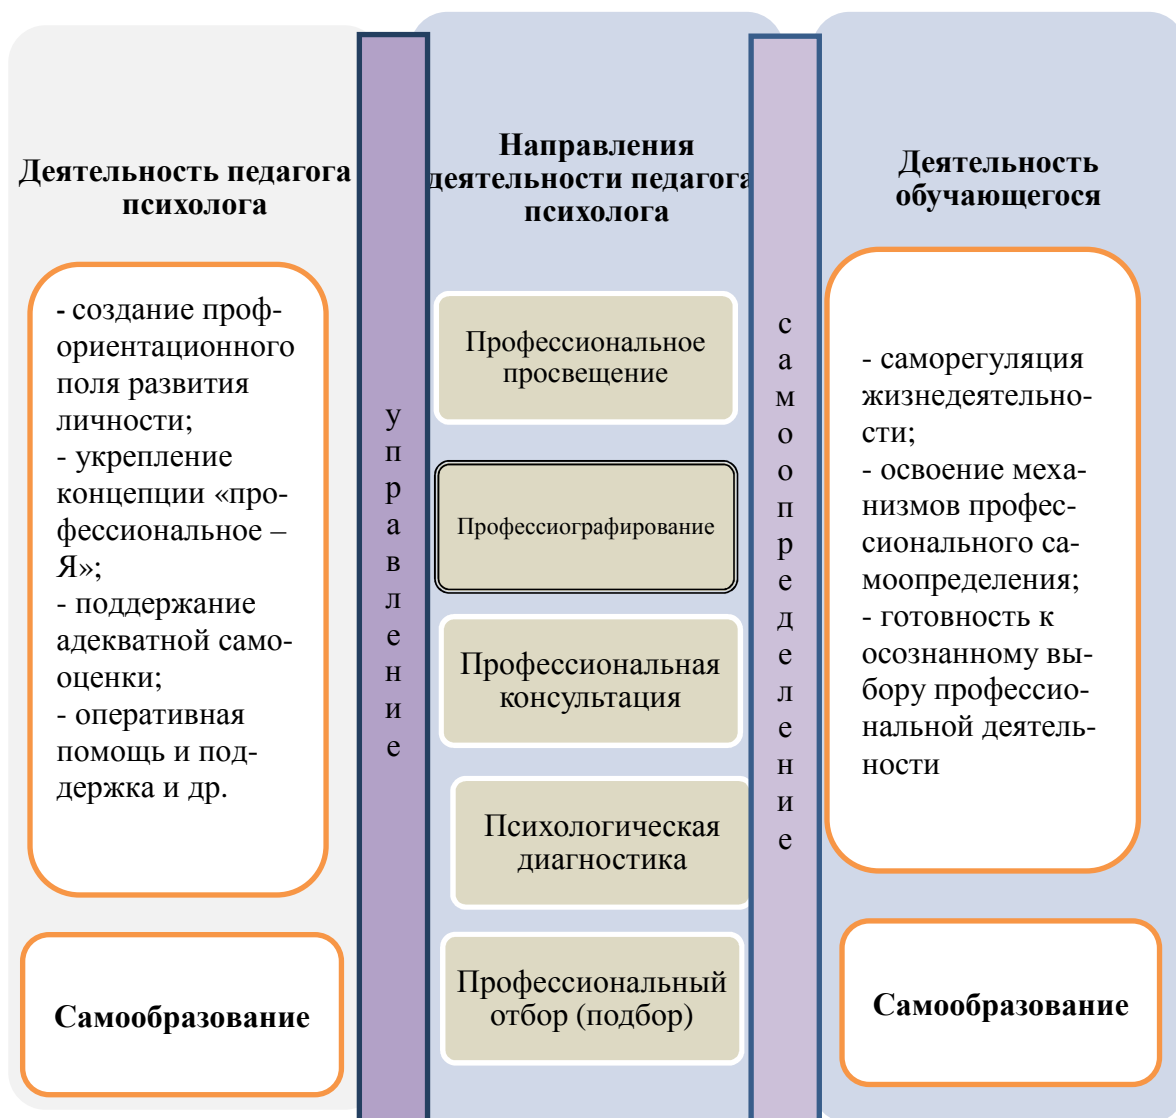 Деятельность педагога
психолога
- создание проф-
ориентационного
поля развития
личности;
- укрепление
концепции «про-
фессиональное –
Я»;
- поддержание
адекватной само-
оценки;
- оперативная
помощь и под-
держка и др.
Самообразование
управление
Направления
деятельности педагога
психолога
Профессиональное
просвещение
Профессиографирование
Профессиональная
консультация
Психологическая
диагностика
Профессиональный
отбор (подбор)
самоопределение
Деятельность
обучающегося
- саморегуляция
жизнедеятельно-
сти;
- освоение меха-
низмов профес-
сионального са-
моопределения;
- готовность к
осознанному вы-
бору профессио-
нальной деятель-
ности
Самообразование